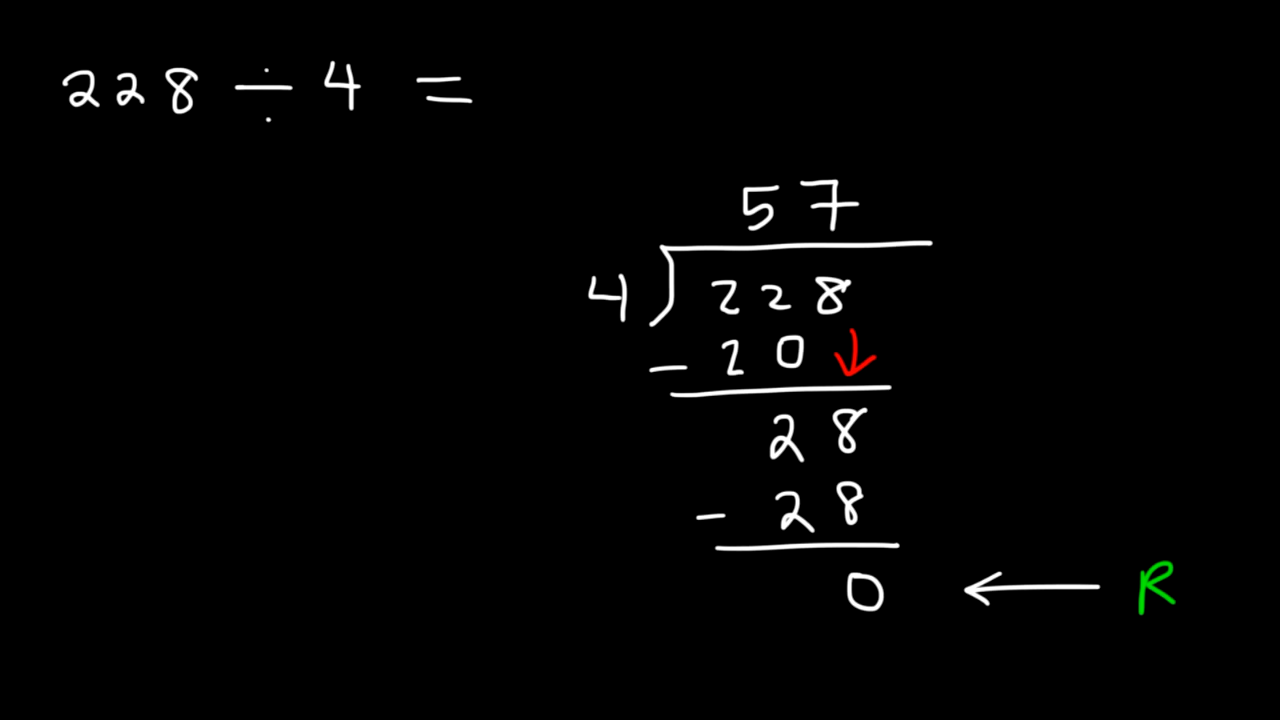 228 ÷ 4 =
57
4)228
- 20 ↓
28
- 28
0 ← R